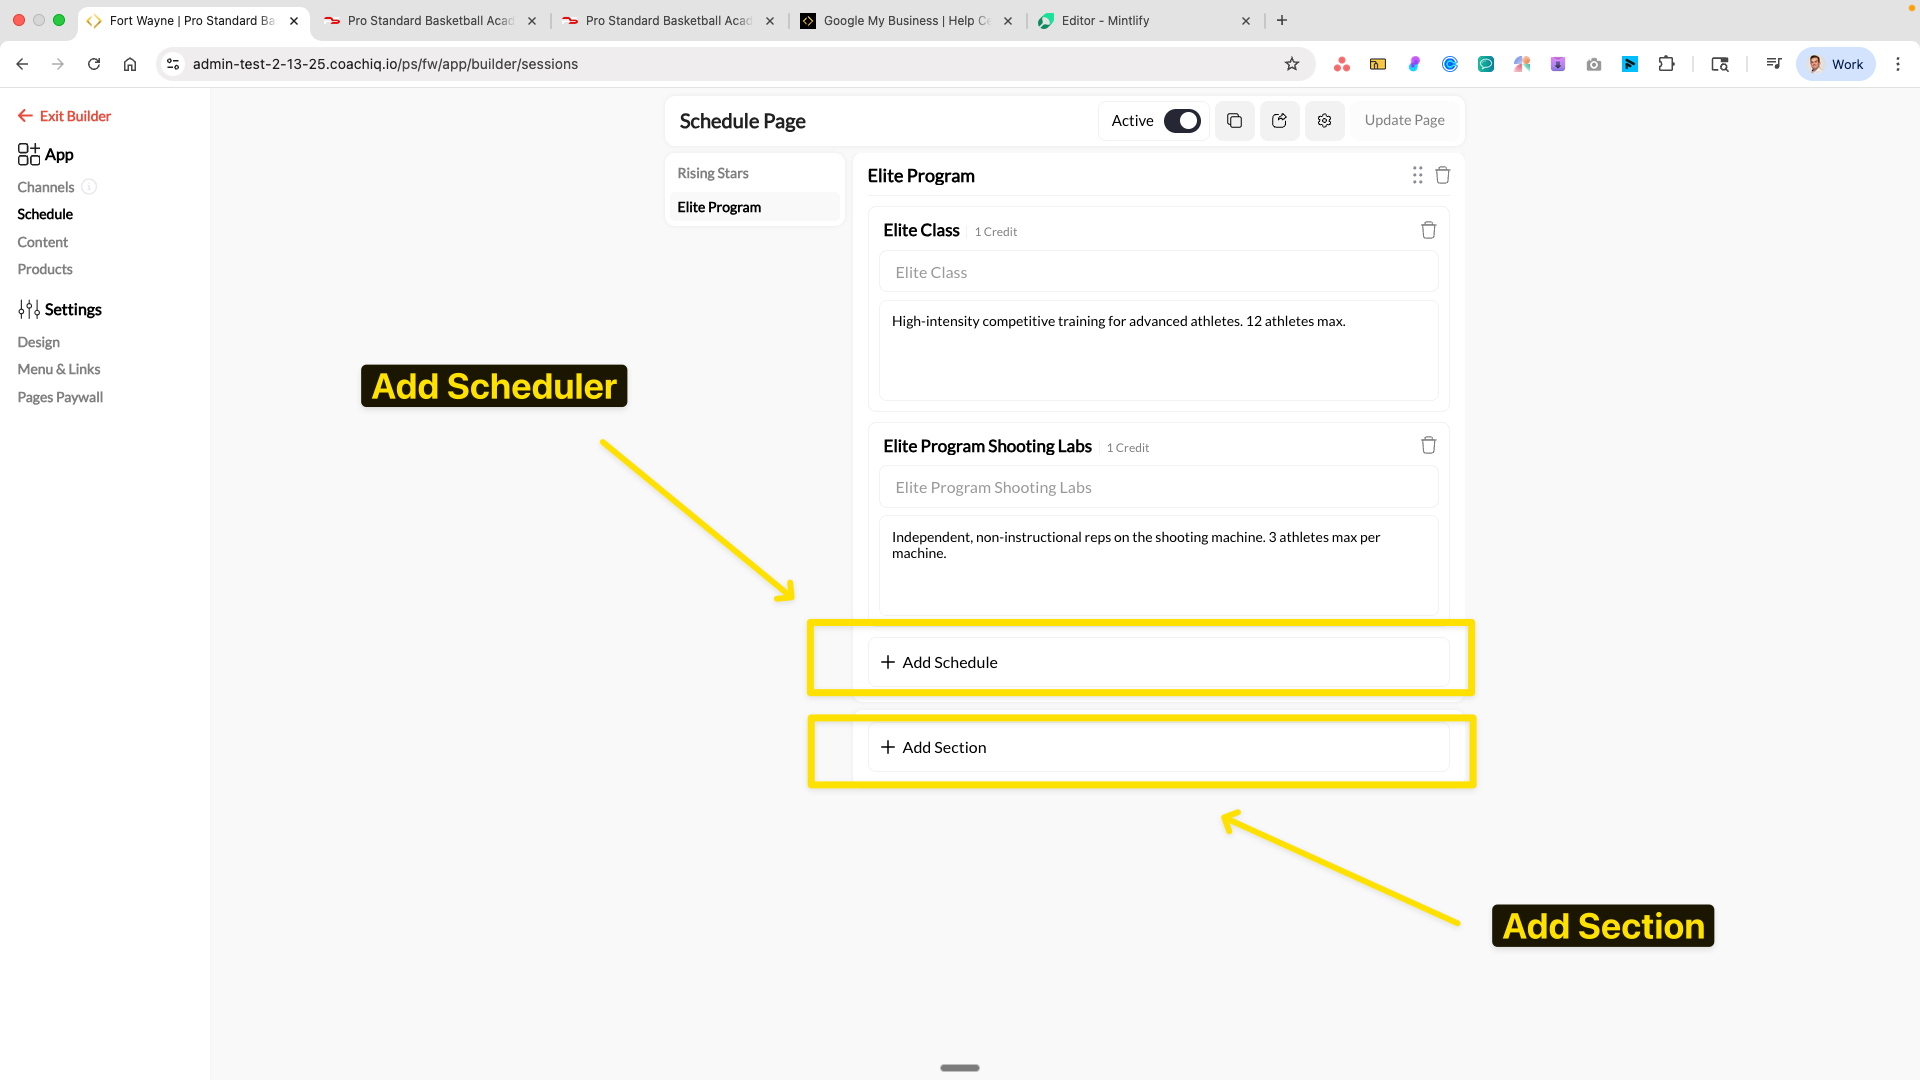 Fort Wayne | Pro Standard Ba
Pro Standard Basketball Acad
Pro Standard Basketball Acad
Google My Business | Help Ce
Editor - Mintlify
admin-test-2-13-25.coachiq.io/ps/fw/app/builder/sessions
Work
Exit Builder
App
Channels
Schedule
Content
Products
Settings
Design
Menu & Links
Pages Paywall
Schedule Page
Active
Update Page
Rising Stars
Elite Program
Elite Program
Elite Class
1 Credit
Elite Class
High-intensity competitive training for advanced athletes. 12 athletes max.
Add Scheduler
Elite Program Shooting Labs
1 Credit
Elite Program Shooting Labs
Independent, non-instructional reps on the shooting machine. 3 athletes max per
machine.
+ Add Schedule
+ Add Section
Add Section